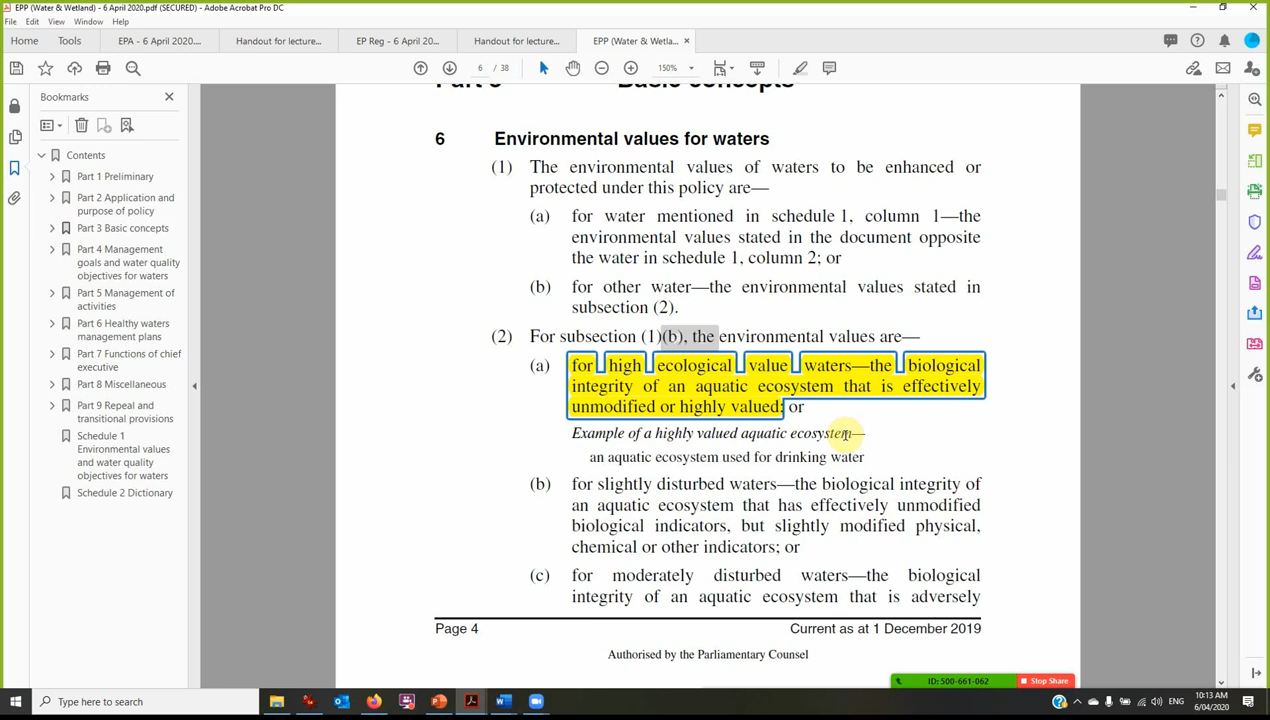 EPP (Water & Wetland) - 6 April 2020.pdf (SECURED) - Adobe Acrobat Pro DC
File Edit View Window Help
Home Tools EPA - 6 April 2020.... Handout for lecture... EP Reg - 6 April 20... Handout for lecture... EPP (Water & Wetla... ×
6 / 38 150%
Bookmarks
Contents
Part 1 Preliminary
Part 2 Application and
purpose of policy
Part 3 Basic concepts
Part 4 Management
goals and water quality
objectives for waters
Part 5 Management of
activities
Part 6 Healthy waters
management plans
Part 7 Functions of chief
executive
Part 8 Miscellaneous
Part 9 Repeal and
transitional provisions
Schedule 1
Environmental values
and water quality
objectives for waters
Schedule 2 Dictionary
Part 3 Basic concepts
6 Environmental values for waters
(1) The environmental values of waters to be enhanced or
protected under this policy are—
(a) for water mentioned in schedule 1, column 1—the
environmental values stated in the document opposite
the water in schedule 1, column 2; or
(b) for other water—the environmental values stated in
subsection (2).
(2) For subsection (1)(b), the environmental values are—
(a) for high ecological value waters—the biological
integrity of an aquatic ecosystem that is effectively
unmodified or highly valued; or
Example of a highly valued aquatic ecosystem—
an aquatic ecosystem used for drinking water
(b) for slightly disturbed waters—the biological integrity of
an aquatic ecosystem that has effectively unmodified
biological indicators, but slightly modified physical,
chemical or other indicators; or
(c) for moderately disturbed waters—the biological
integrity of an aquatic ecosystem that is adversely
Page 4 Current as at 1 December 2019
Authorised by the Parliamentary Counsel
ID: 500-661-062 Stop Share
Type here to search
ENG
10:13 AM
6/04/2020